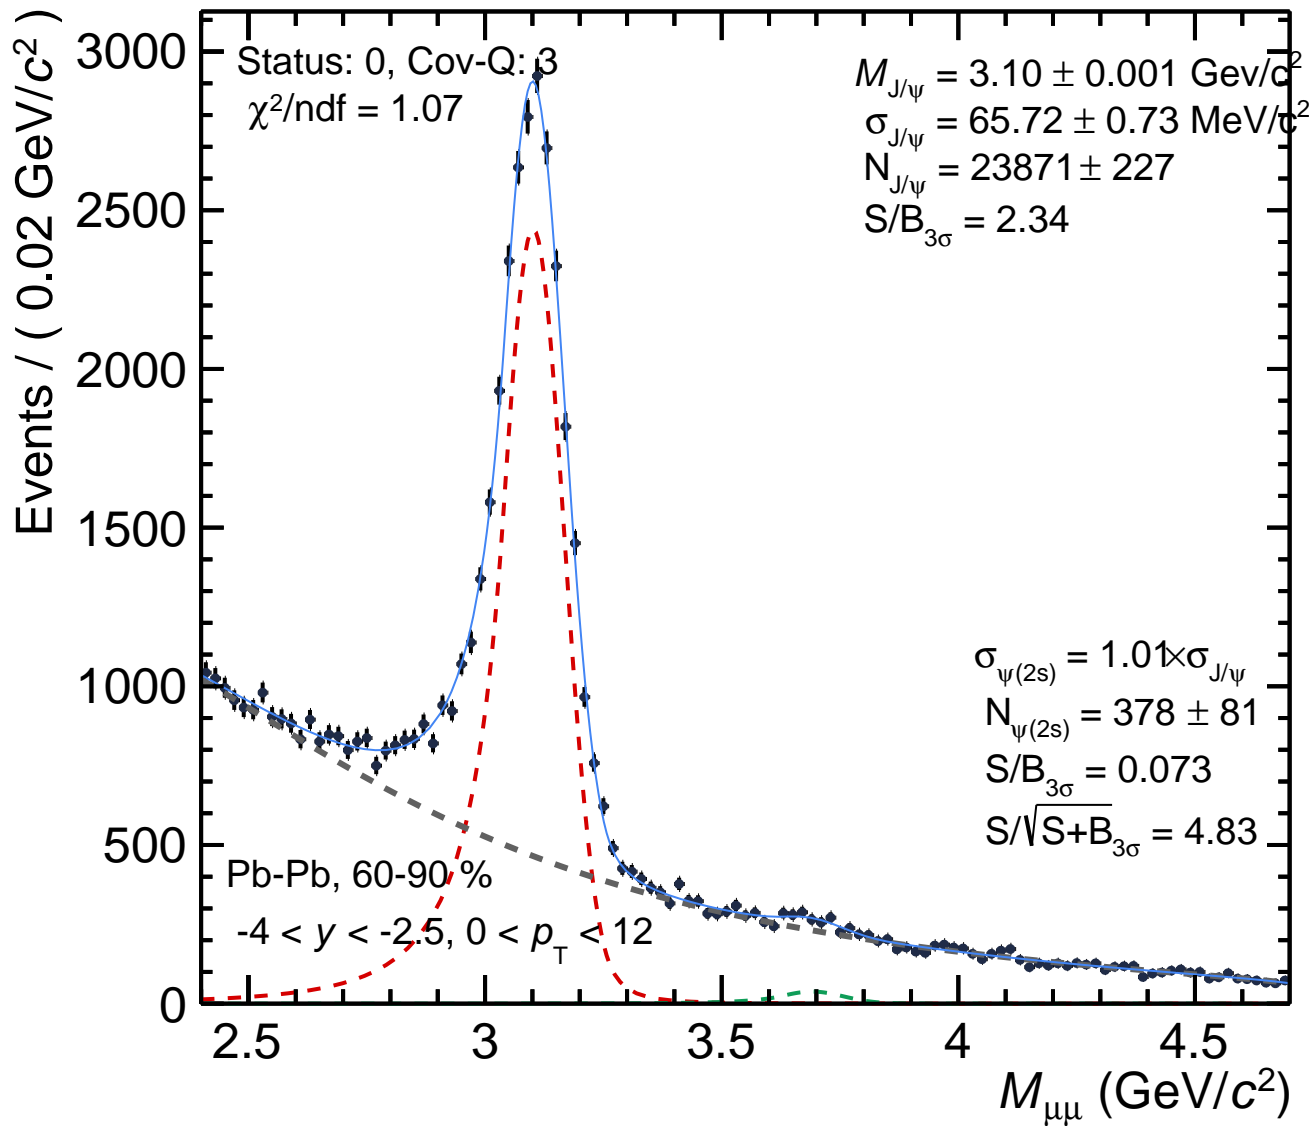 Events / ( 0.02 GeV/c²)
3000
2500
2000
1500
1000
500
0
Status: 0, Cov-Q: 3
χ²/ndf = 1.07
M_J/ψ = 3.10 ± 0.001 Gev/c²
σ_J/ψ = 65.72 ± 0.73 MeV/c²
N_J/ψ = 23871 ± 227
S/B_3σ = 2.34
σ_ψ(2s) = 1.01×σ_J/ψ
N_ψ(2s) = 378 ± 81
S/B_3σ = 0.073
S/√S+B_3σ = 4.83
Pb-Pb, 60-90 %
-4 < y < -2.5, 0 < p_T < 12
2.5 3 3.5 4 4.5
M_μμ (GeV/c²)